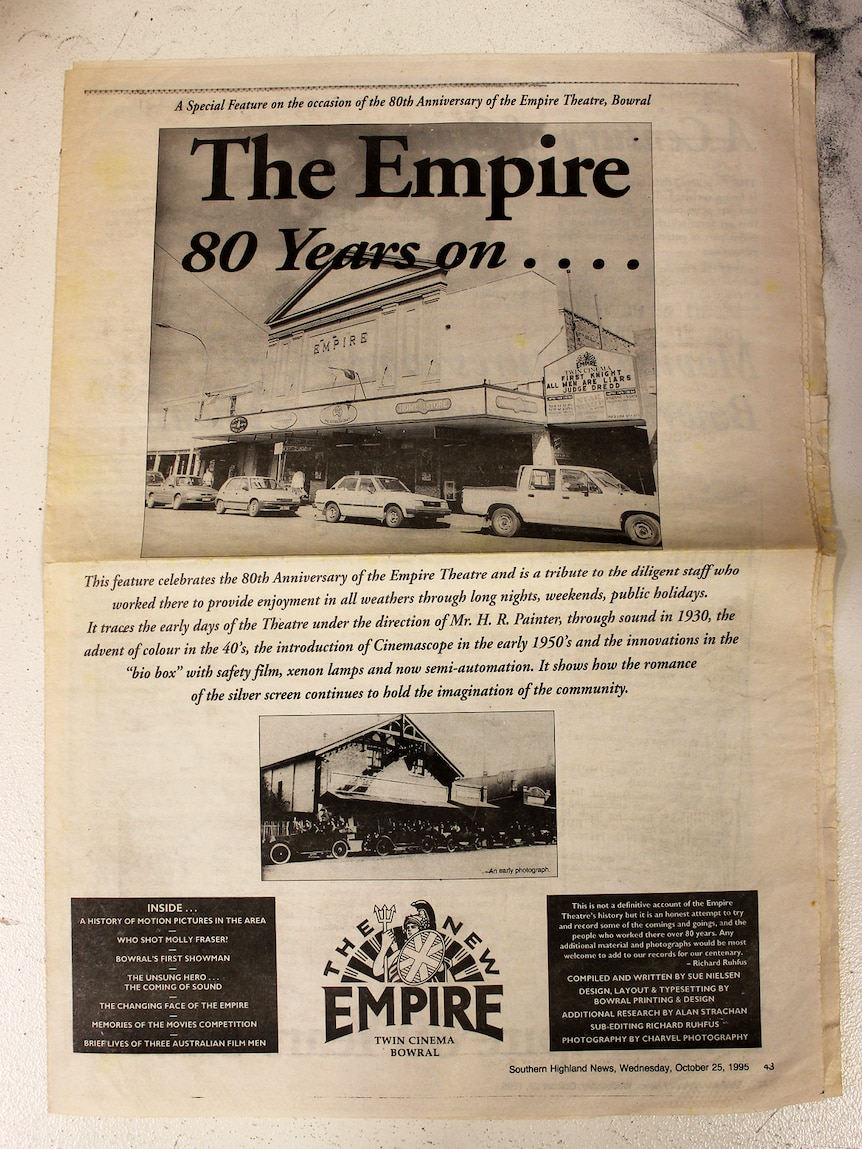 A Special Feature on the occasion of the 80th Anniversary of the Empire Theatre, Bowral
The Empire
80 Years on . . . .
EMPIRE
EMPIRE
TWIN CINEMA
FIRST KNIGHT
ALL MEN ARE LIARS
JUDGE DREDD
This feature celebrates the 80th Anniversary of the Empire Theatre and is a tribute to the diligent staff who
worked there to provide enjoyment in all weathers through long nights, weekends, public holidays.
It traces the early days of the Theatre under the direction of Mr. H. R. Painter, through sound in 1930, the
advent of colour in the 40's, the introduction of Cinemascope in the early 1950's and the innovations in the
"bio box" with safety film, xenon lamps and now semi-automation. It shows how the romance
of the silver screen continues to hold the imagination of the community.
An early photograph.
INSIDE . . .
A HISTORY OF MOTION PICTURES IN THE AREA
—
WHO SHOT MOLLY FRASER?
—
BOWRAL'S FIRST SHOWMAN
—
THE UNSUNG HERO . . .
THE COMING OF SOUND
—
THE CHANGING FACE OF THE EMPIRE
—
MEMORIES OF THE MOVIES COMPETITION
—
BRIEF LIVES OF THREE AUSTRALIAN FILM MEN
THE NEW
EMPIRE
TWIN CINEMA
BOWRAL
This is not a definitive account of the Empire
Theatre's history but it is an honest attempt to try
and record some of the comings and goings, and the
people who worked there over 80 years. Any
additional material and photographs would be most
welcome to add to our records for our centenary.
– Richard Ruhfus
COMPILED AND WRITTEN BY SUE NIELSEN
DESIGN, LAYOUT & TYPESETTING BY
BOWRAL PRINTING & DESIGN
ADDITIONAL RESEARCH BY ALAN STRACHAN
SUB-EDITING RICHARD RUHFUS
PHOTOGRAPHY BY CHARVEL PHOTOGRAPHY
Southern Highland News, Wednesday, October 25, 1995 43